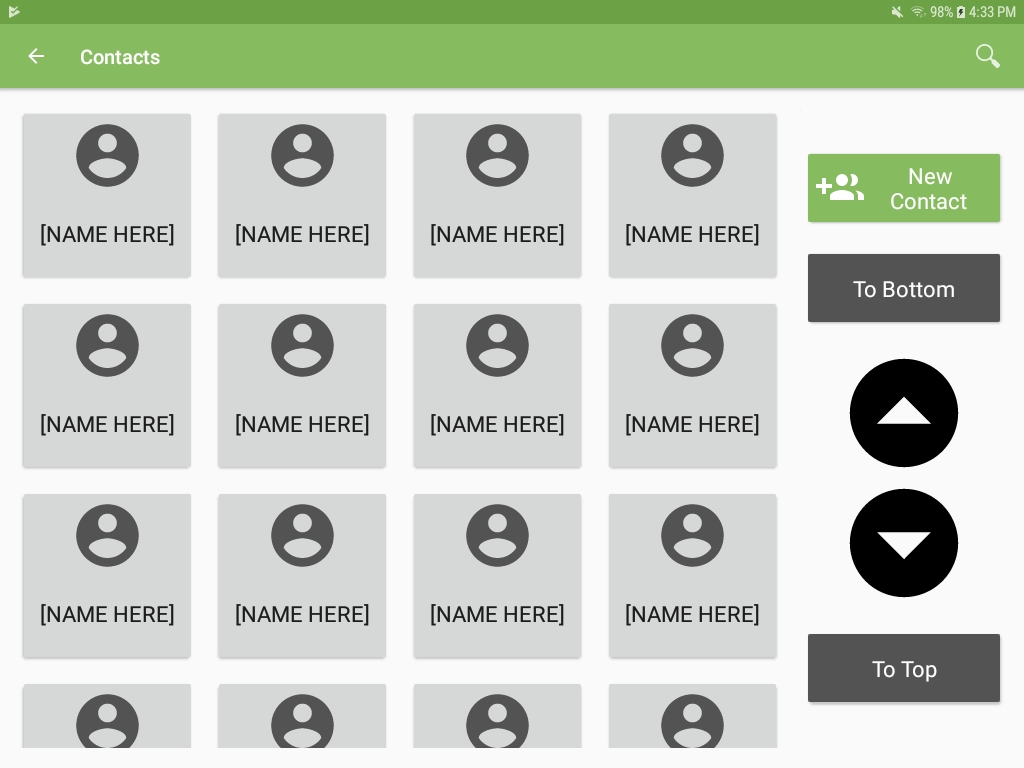 98% 4:33 PM
Contacts
[NAME HERE] [NAME HERE] [NAME HERE] [NAME HERE]
[NAME HERE] [NAME HERE] [NAME HERE] [NAME HERE]
[NAME HERE] [NAME HERE] [NAME HERE] [NAME HERE]
New
Contact
To Bottom
To Top